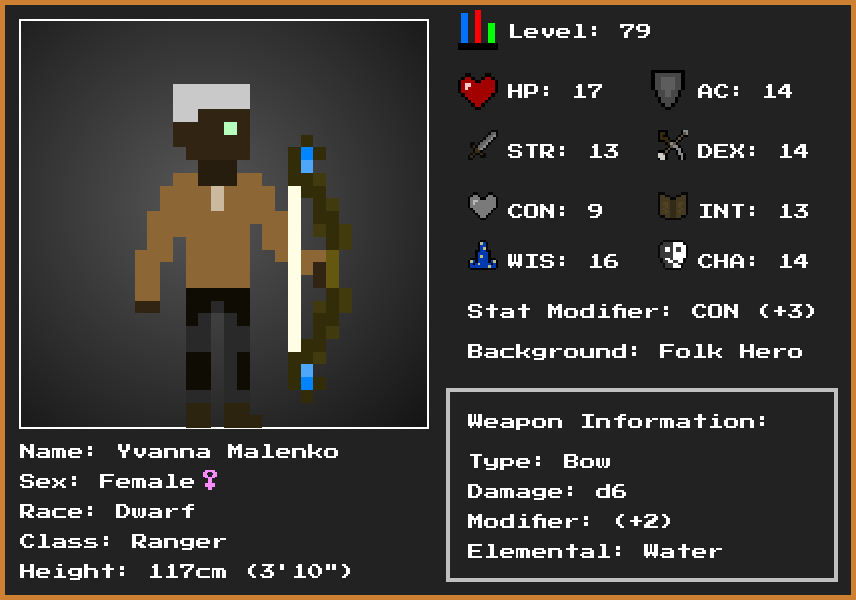 Level: 79
HP: 17 AC: 14
STR: 13 DEX: 14
CON: 9 INT: 13
WIS: 16 CHA: 14
Stat Modifier: CON (+3)
Background: Folk Hero
Weapon Information:
Type: Bow
Damage: d6
Modifier: (+2)
Elemental: Water
Name: Yvanna Malenko
Sex: Female♀
Race: Dwarf
Class: Ranger
Height: 117cm (3'10")